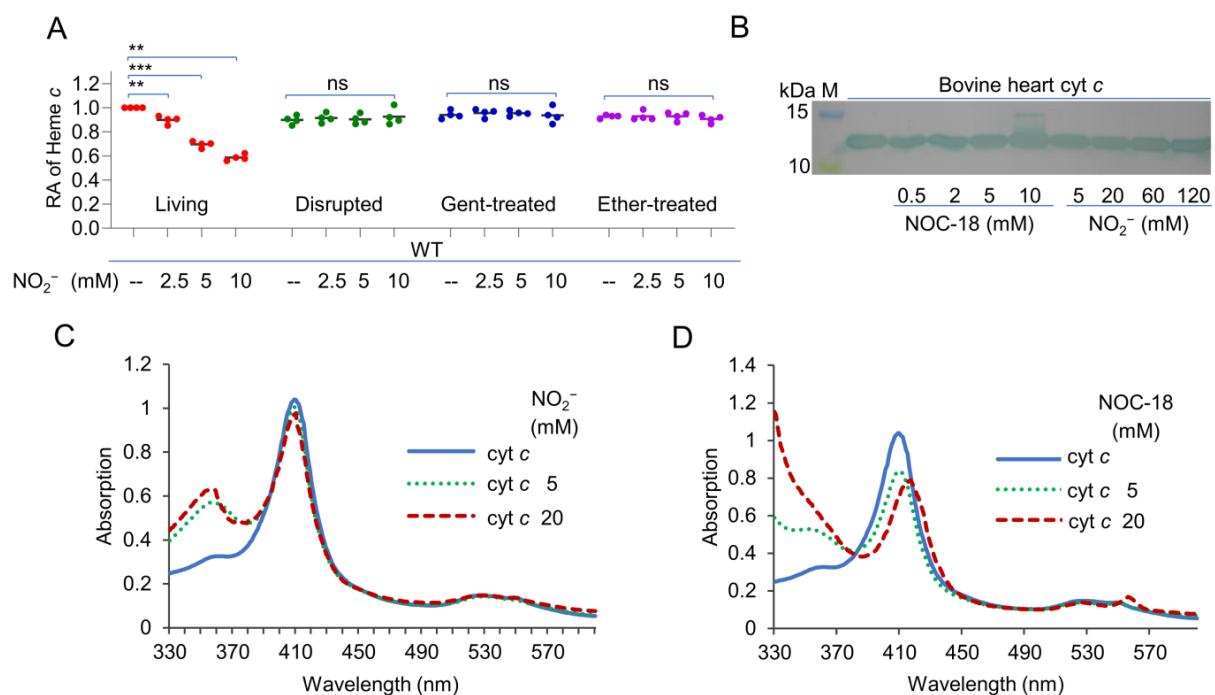 A
** 
***
**
ns
ns
ns
RA of Heme c
1.2
1.0
0.8
0.6
0.4
0.2
0.0
Living
Disrupted
Gent-treated
Ether-treated
WT
NO₂⁻ (mM) -- 2.5 5 10 -- 2.5 5 10 -- 2.5 5 10 -- 2.5 5 10
B
Bovine heart cyt c
kDa M
15
10
0.5 2 5 10 5 20 60 120
NOC-18 (mM) NO₂⁻ (mM)
C
Absorption
1.2
1
0.8
0.6
0.4
0.2
0
NO₂⁻
(mM)
cyt c
cyt c 5
cyt c 20
330 370 410 450 490 530 570
Wavelength (nm)
D
Absorption
1.4
1.2
1.0
0.8
0.6
0.4
0.2
0
NOC-18
(mM)
cyt c
cyt c 5
cyt c 20
330 370 410 450 490 530 570
Wavelength (nm)